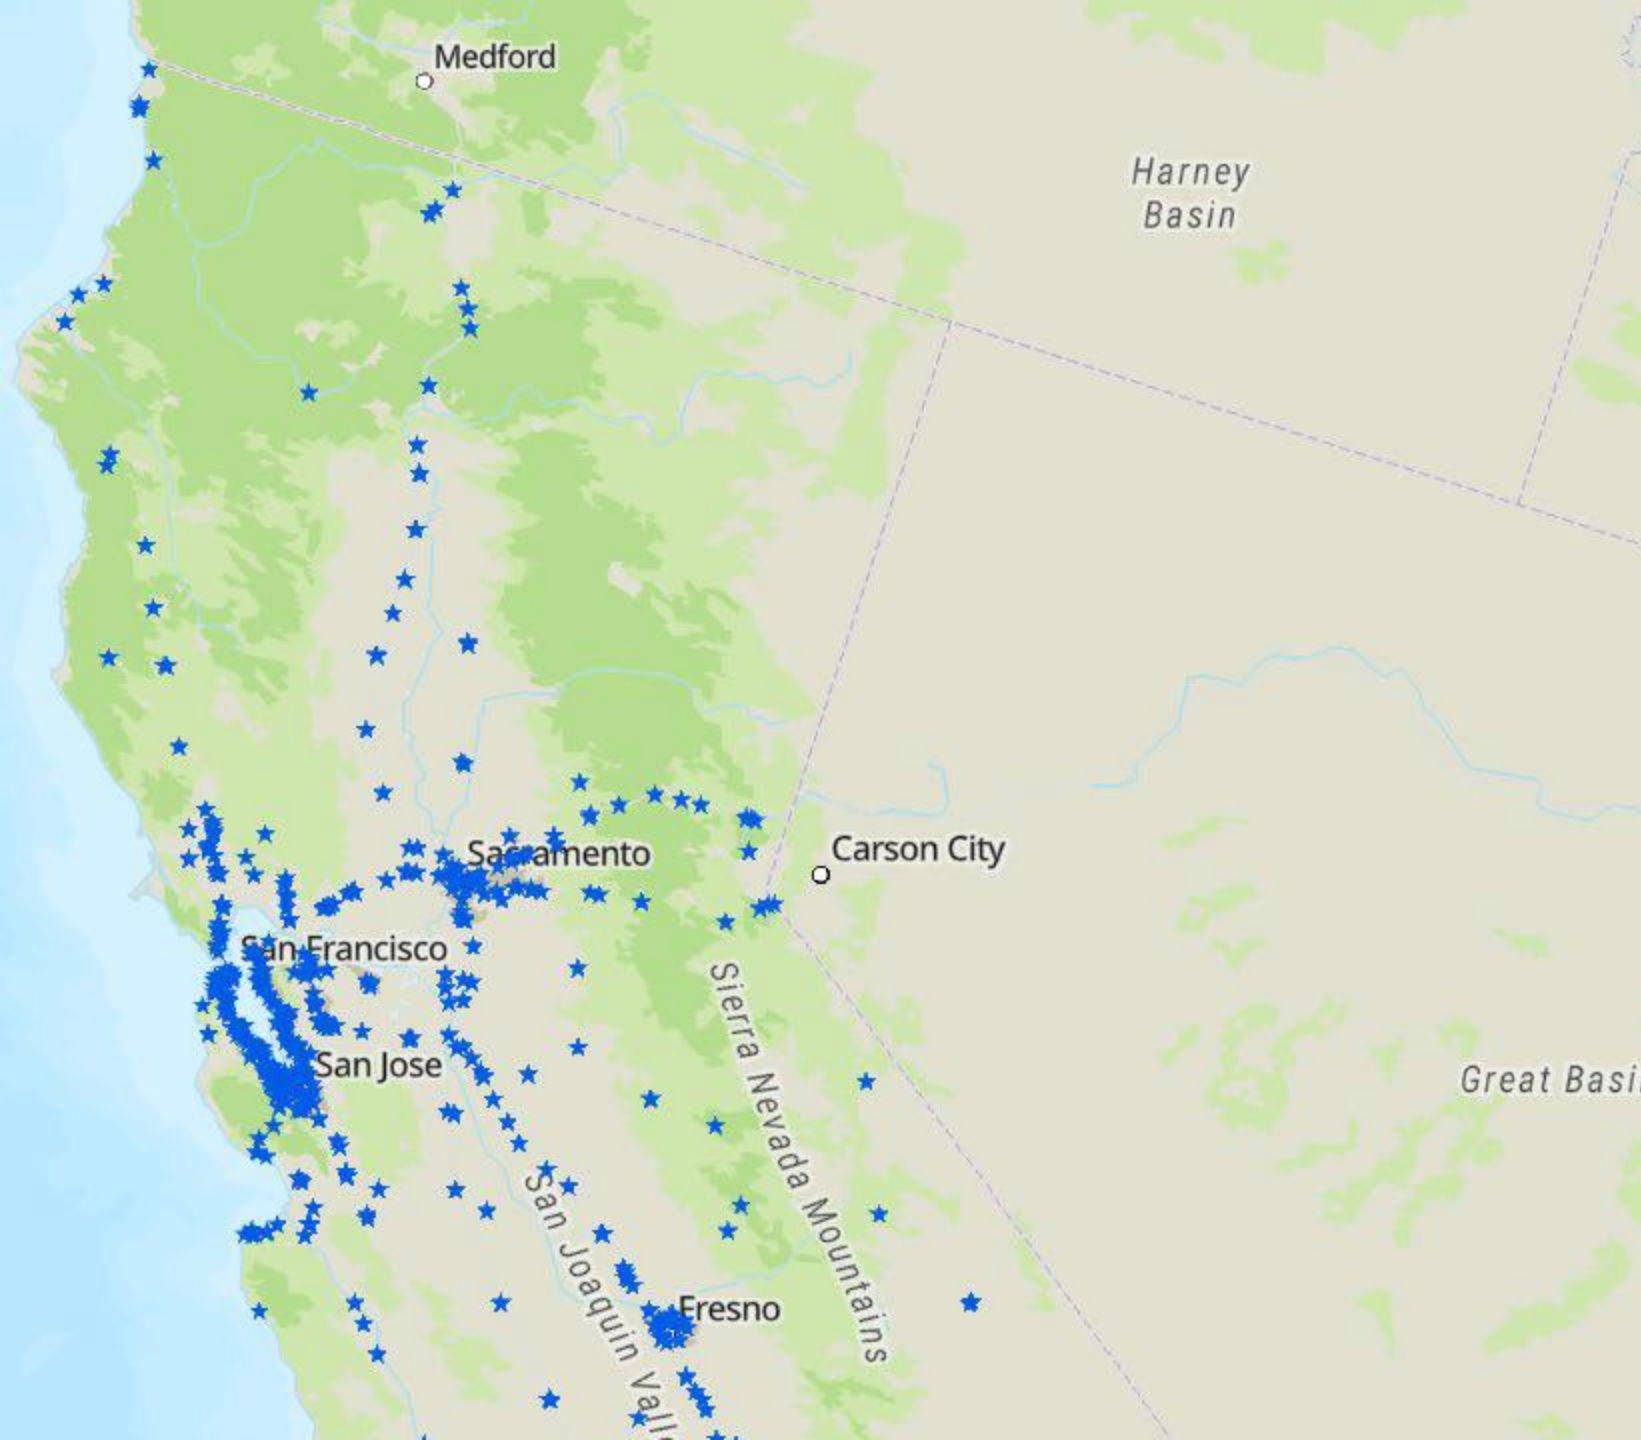 Medford
Harney
Basin
Sacramento
Carson City
San Francisco
Sierra Nevada Mountains
San Jose
Great Basi
San Joaquin Valle
Fresno